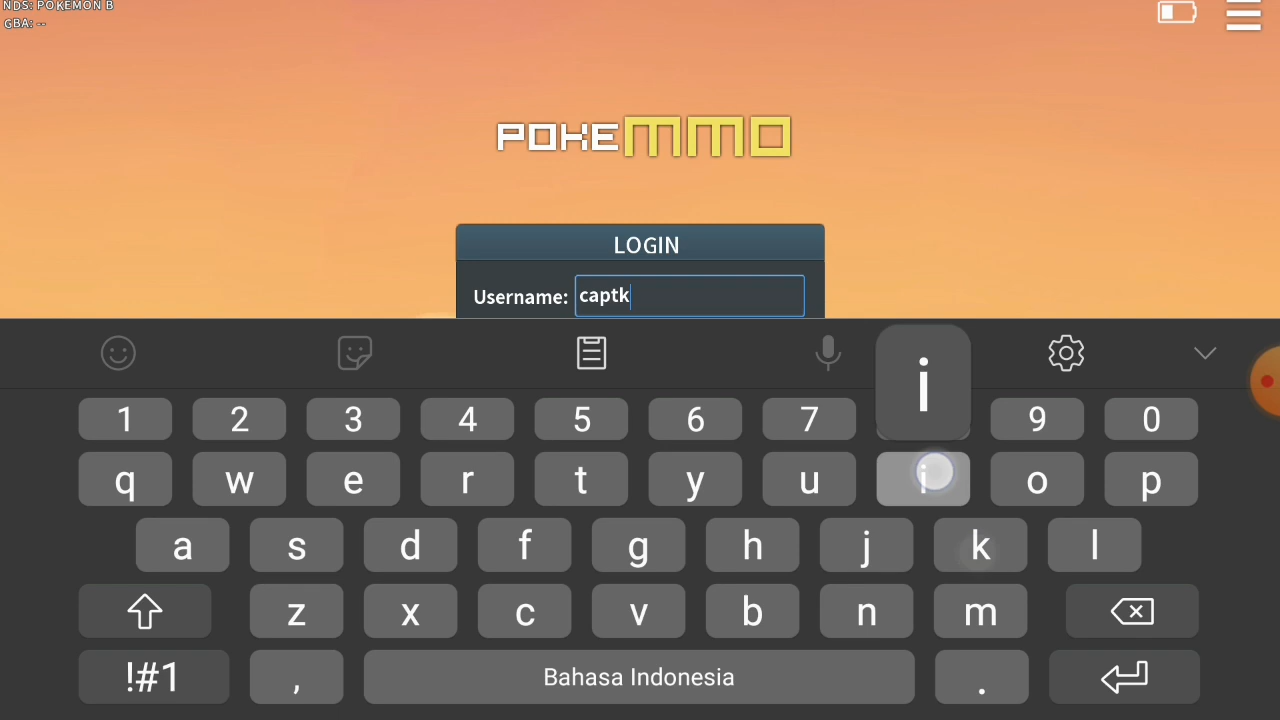 NDS: POKEMON B
GBA: --
POKEMMO
LOGIN
Username: captk
i
1 2 3 4 5 6 7 9 0
q w e r t y u i o p
a s d f g h j k l
z x c v b n m
!#1 , Bahasa Indonesia .